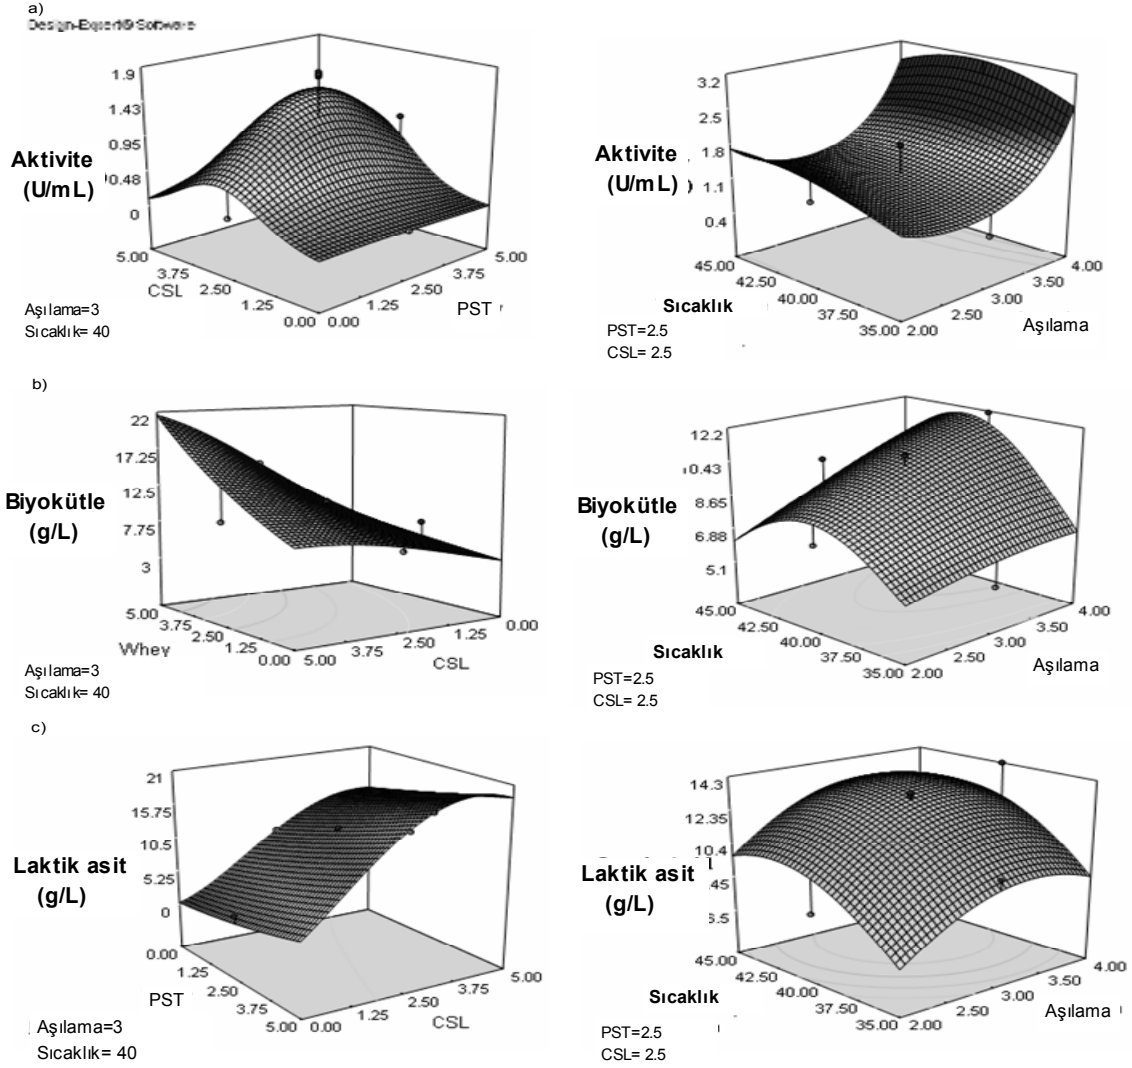 a)
Design-Expert® Software
1.9
1.43
0.95
0.48
0
Aktivite
(U/mL)
5.00
3.75
CSL
2.50
1.25
0.00
0.00
1.25
2.50
3.75
5.00
PST
Aşılama=3
Sıcaklık= 40
3.2
2.5
1.8
1.1
0.4
Aktivite
(U/mL)
45.00
42.50
40.00
37.50
35.00
2.00
2.50
3.00
3.50
4.00
Sıcaklık
Aşılama
PST=2.5
CSL= 2.5
b)
22
17.25
12.5
7.75
3
Biyokütle
(g/L)
5.00
3.75
2.50
1.25
0.00
Whey
5.00
3.75
2.50
1.25
0.00
CSL
Aşılama=3
Sıcaklık= 40
12.2
0.43
8.65
6.88
5.1
Biyokütle
(g/L)
45.00
42.50
40.00
37.50
35.00
2.00
2.50
3.00
3.50
4.00
Sıcaklık
Aşılama
PST=2.5
CSL= 2.5
c)
21
15.75
10.5
5.25
0
Laktik asit
(g/L)
0.00
1.25
2.50
3.75
5.00
PST
0.00
1.25
2.50
3.75
5.00
CSL
Aşılama=3
Sıcaklık= 40
14.3
12.35
10.4
45
6.5
Laktik asit
(g/L)
45.00
42.50
40.00
37.50
35.00
2.00
2.50
3.00
3.50
4.00
Sıcaklık
Aşılama
PST=2.5
CSL= 2.5